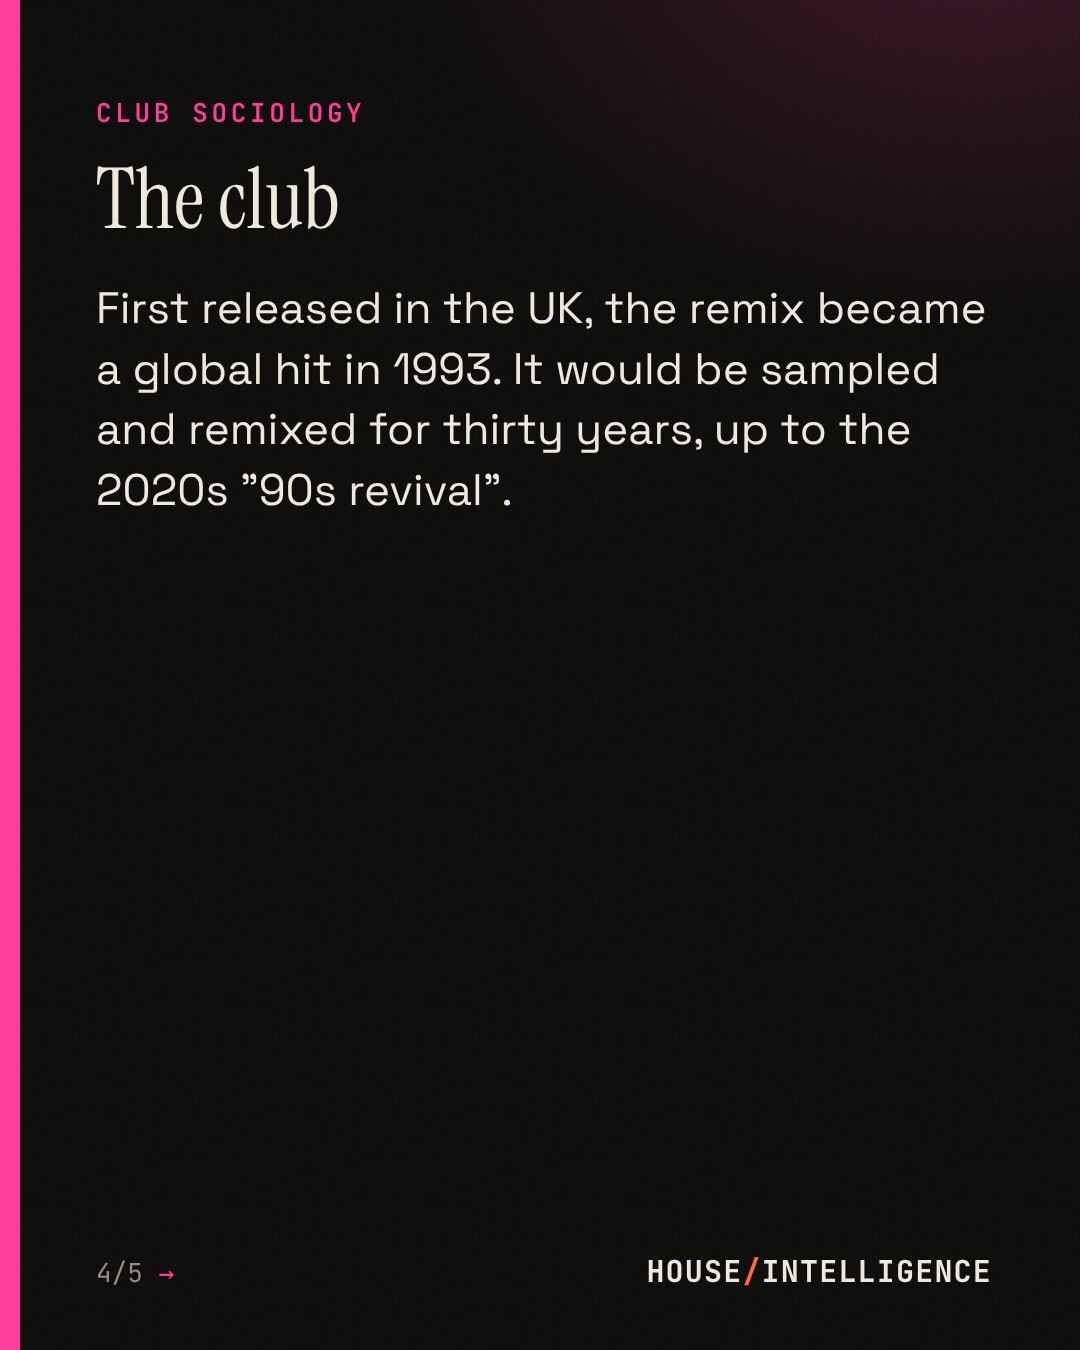 CLUB SOCIOLOGY
The club
First released in the UK, the remix became
a global hit in 1993. It would be sampled
and remixed for thirty years, up to the
2020s ”90s revival”.
4/5 →
HOUSE/INTELLIGENCE